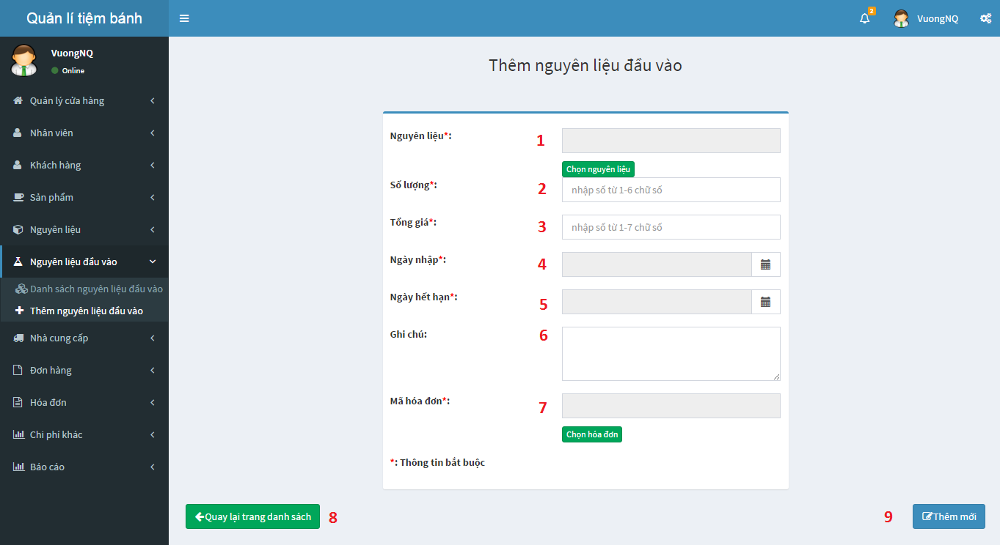 Quản lí tiệm bánh
2
VuongNQ
VuongNQ
Online
Quản lý cửa hàng
Nhân viên
Khách hàng
Sản phẩm
Nguyên liệu
Nguyên liệu đầu vào
Danh sách nguyên liệu đầu vào
Thêm nguyên liệu đầu vào
Nhà cung cấp
Đơn hàng
Hóa đơn
Chi phí khác
Báo cáo
Thêm nguyên liệu đầu vào
Nguyên liệu*: 1
Chọn nguyên liệu
Số lượng*: 2 nhập số từ 1-6 chữ số
Tổng giá*: 3 nhập số từ 1-7 chữ số
Ngày nhập*: 4
Ngày hết hạn*: 5
Ghi chú: 6
Mã hóa đơn*: 7
Chọn hóa đơn
*: Thông tin bắt buộc
Quay lại trang danh sách 8
9 Thêm mới